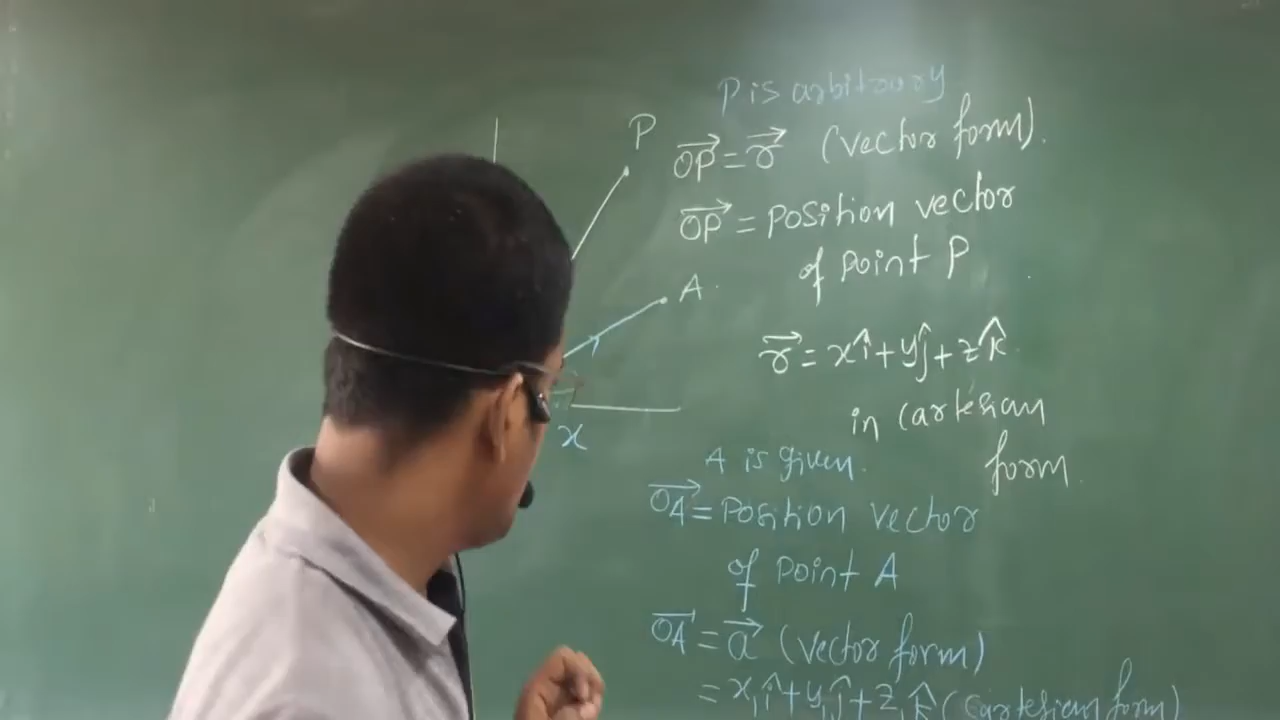 P is arbitrary
P
OP⃗ = r⃗ (vector form).
OP⃗ = Position vector
of Point P
A.
r⃗ = xî + yĵ + zk̂
in Cartesian
form.
x
A is given.
OA⃗ = Position vector
of Point A
OA⃗ = a⃗ (vector form)
= x₁î + y₁ĵ + z₁k̂ (Cartesian form)